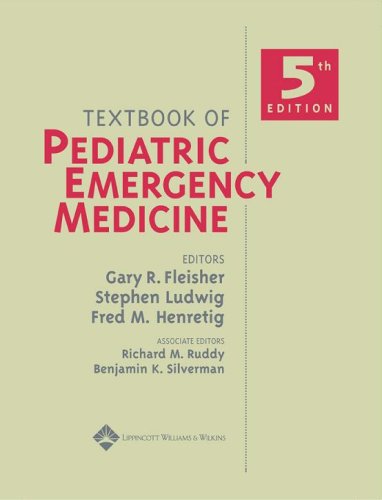 5th
EDITION
TEXTBOOK OF
PEDIATRIC
EMERGENCY
MEDICINE
EDITORS
Gary R. Fleisher
Stephen Ludwig
Fred M. Henretig
ASSOCIATE EDITORS
Richard M. Ruddy
Benjamin K. Silverman
LIPPINCOTT WILLIAMS & WILKINS